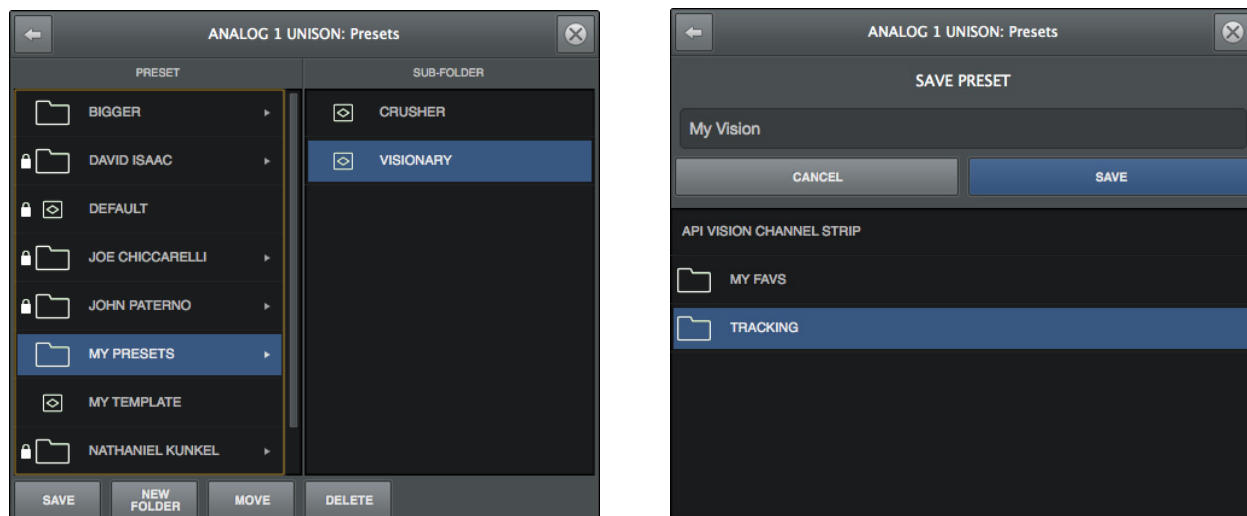 ANALOG 1 UNISON: Presets
PRESET
SUB-FOLDER
BIGGER
DAVID ISAAC
DEFAULT
JOE CHICCARELLI
JOHN PATERNO
MY PRESETS
MY TEMPLATE
NATHANIEL KUNKEL
CRUSHER
VISIONARY
SAVE
NEW
FOLDER
MOVE
DELETE
ANALOG 1 UNISON: Presets
SAVE PRESET
My Vision
CANCEL
SAVE
API VISION CHANNEL STRIP
MY FAVS
TRACKING